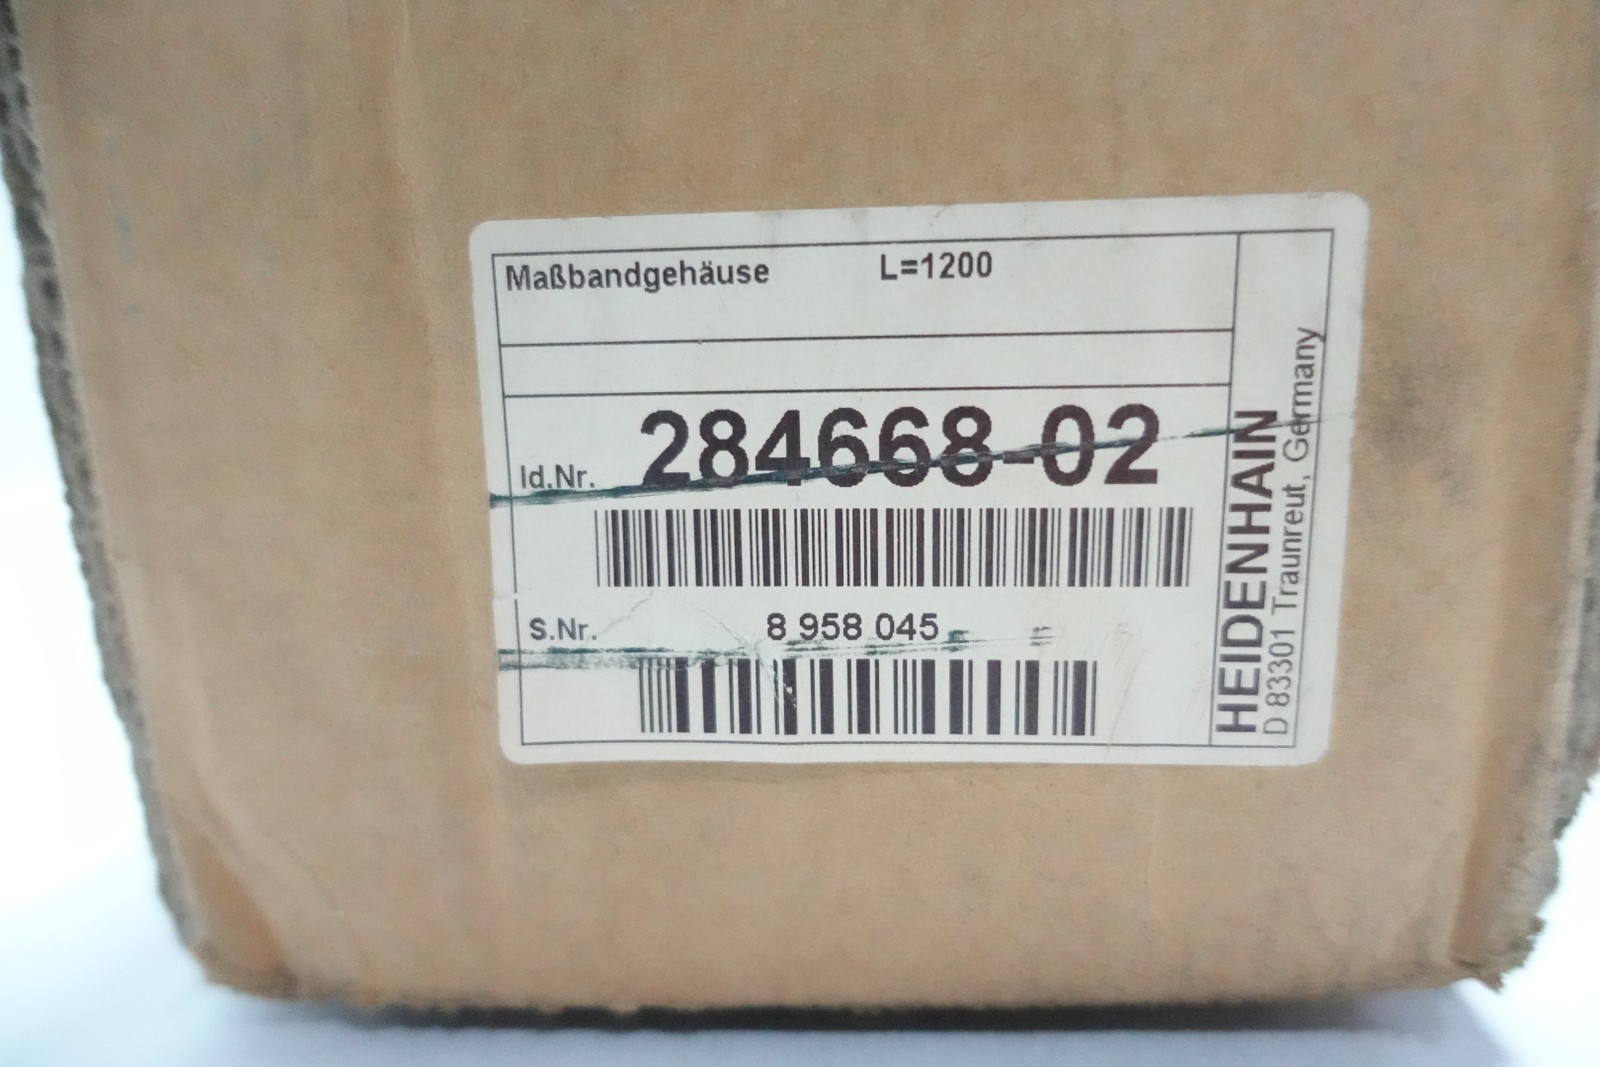 Maßbandgehäuse L=1200
Id.Nr. 284668-02
S.Nr. 8 958 045
HEIDENHAIN
D 83301 Traunreut, Germany